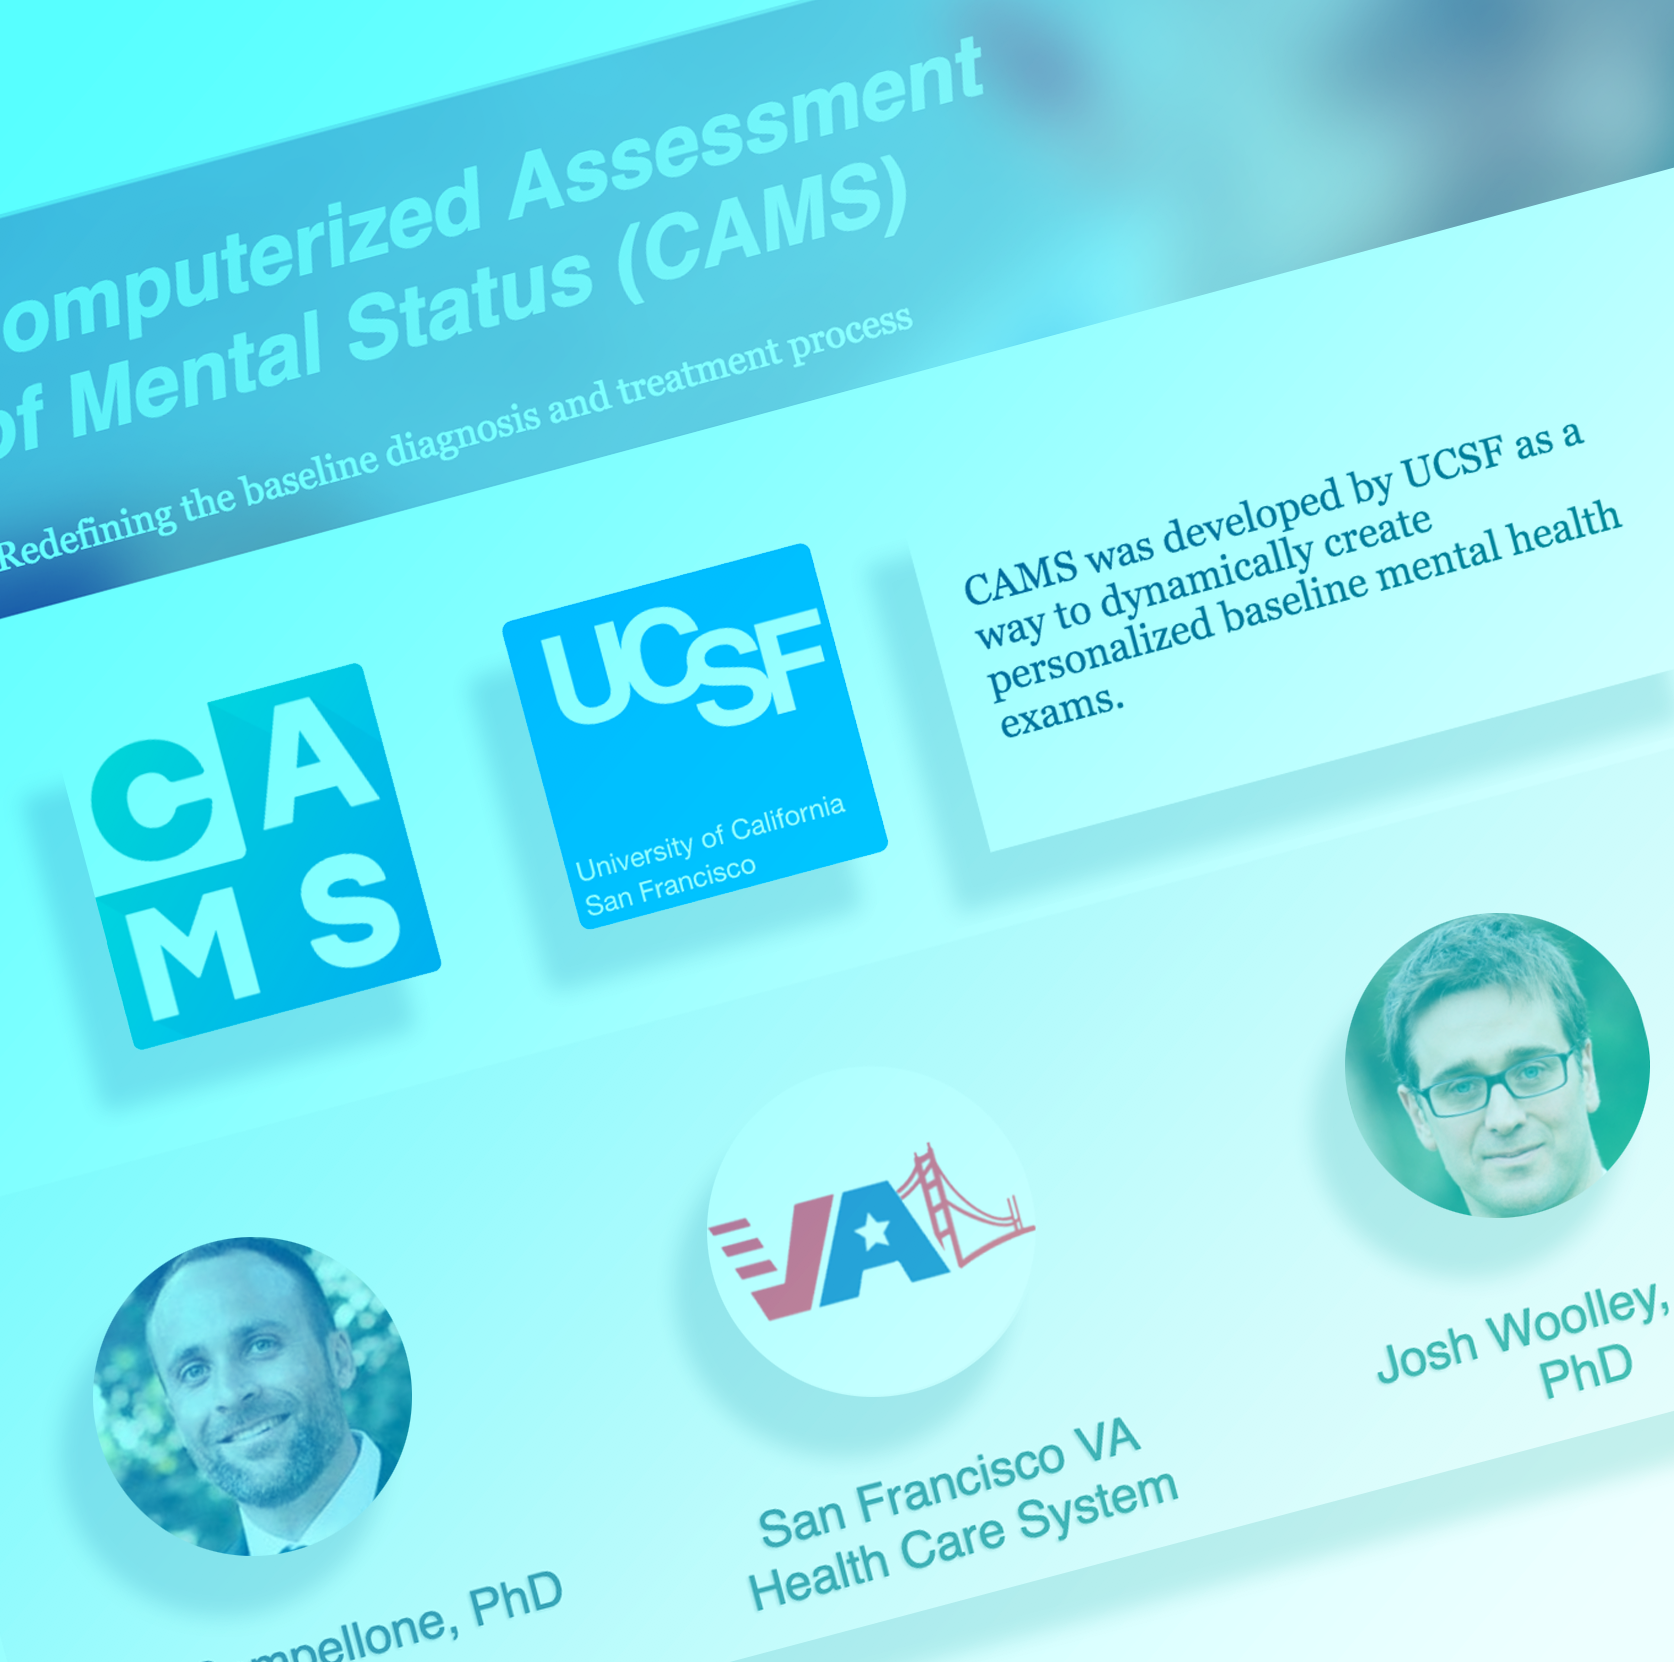 omputerized Assessment
of Mental Status (CAMS)
Redefining the baseline diagnosis and treatment process
CAMS
UCSF
University of California
San Francisco
CAMS was developed by UCSF as a
way to dynamically create
personalized baseline mental health
exams.
VA
mpellone, PhD
San Francisco VA
Health Care System
Josh Woolley,
PhD